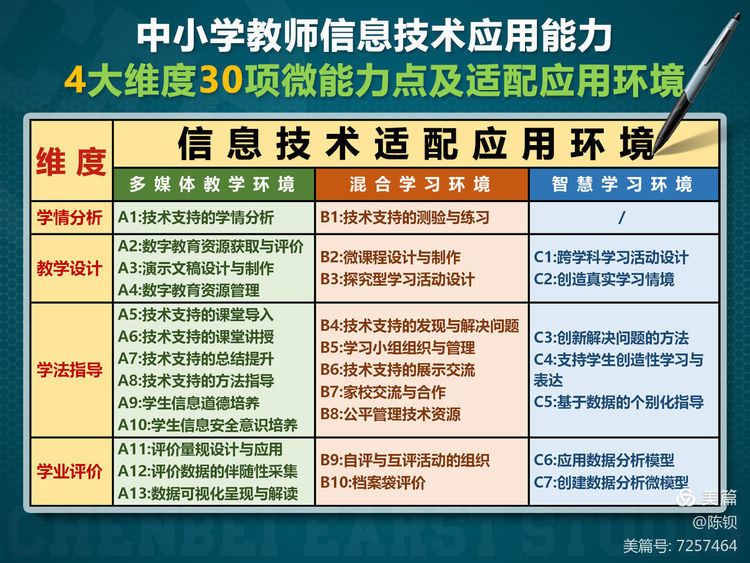 中小学教师信息技术应用能力
4大维度30项微能力点及适配应用环境
维度
信息技术适配应用环境
多媒体教学环境
混合学习环境
智慧学习环境
学情分析
A1:技术支持的学情分析
B1:技术支持的测验与练习
/
教学设计
A2:数字教育资源获取与评价
A3:演示文稿设计与制作
A4:数字教育资源管理
B2:微课程设计与制作
B3:探究型学习活动设计
C1:跨学科学习活动设计
C2:创造真实学习情境
学法指导
A5:技术支持的课堂导入
A6:技术支持的课堂讲授
A7:技术支持的总结提升
A8:技术支持的方法指导
A9:学生信息道德培养
A10:学生信息安全意识培养
B4:技术支持的发现与解决问题
B5:学习小组组织与管理
B6:技术支持的展示交流
B7:家校交流与合作
B8:公平管理技术资源
C3:创新解决问题的方法
C4:支持学生创造性学习与
表达
C5:基于数据的个别化指导
学业评价
A11:评价量规设计与应用
A12:评价数据的伴随性采集
A13:数据可视化呈现与解读
B9:自评与互评活动的组织
B10:档案袋评价
C6:应用数据分析模型
C7:创建数据分析微模型
美篇
@陈钡
美篇号: 7257464